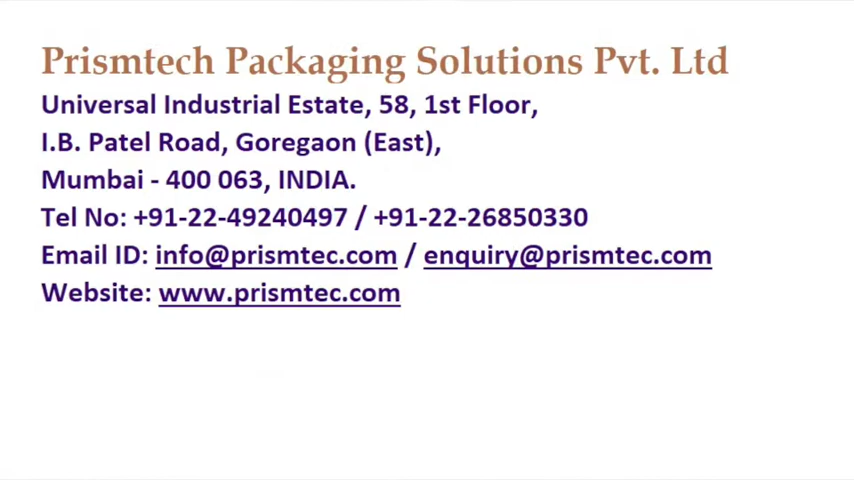 Prismtech Packaging Solutions Pvt. Ltd
Universal Industrial Estate, 58, 1st Floor,
I.B. Patel Road, Goregaon (East),
Mumbai - 400 063, INDIA.
Tel No: +91-22-49240497 / +91-22-26850330
Email ID: info@prismtec.com / enquiry@prismtec.com
Website: www.prismtec.com